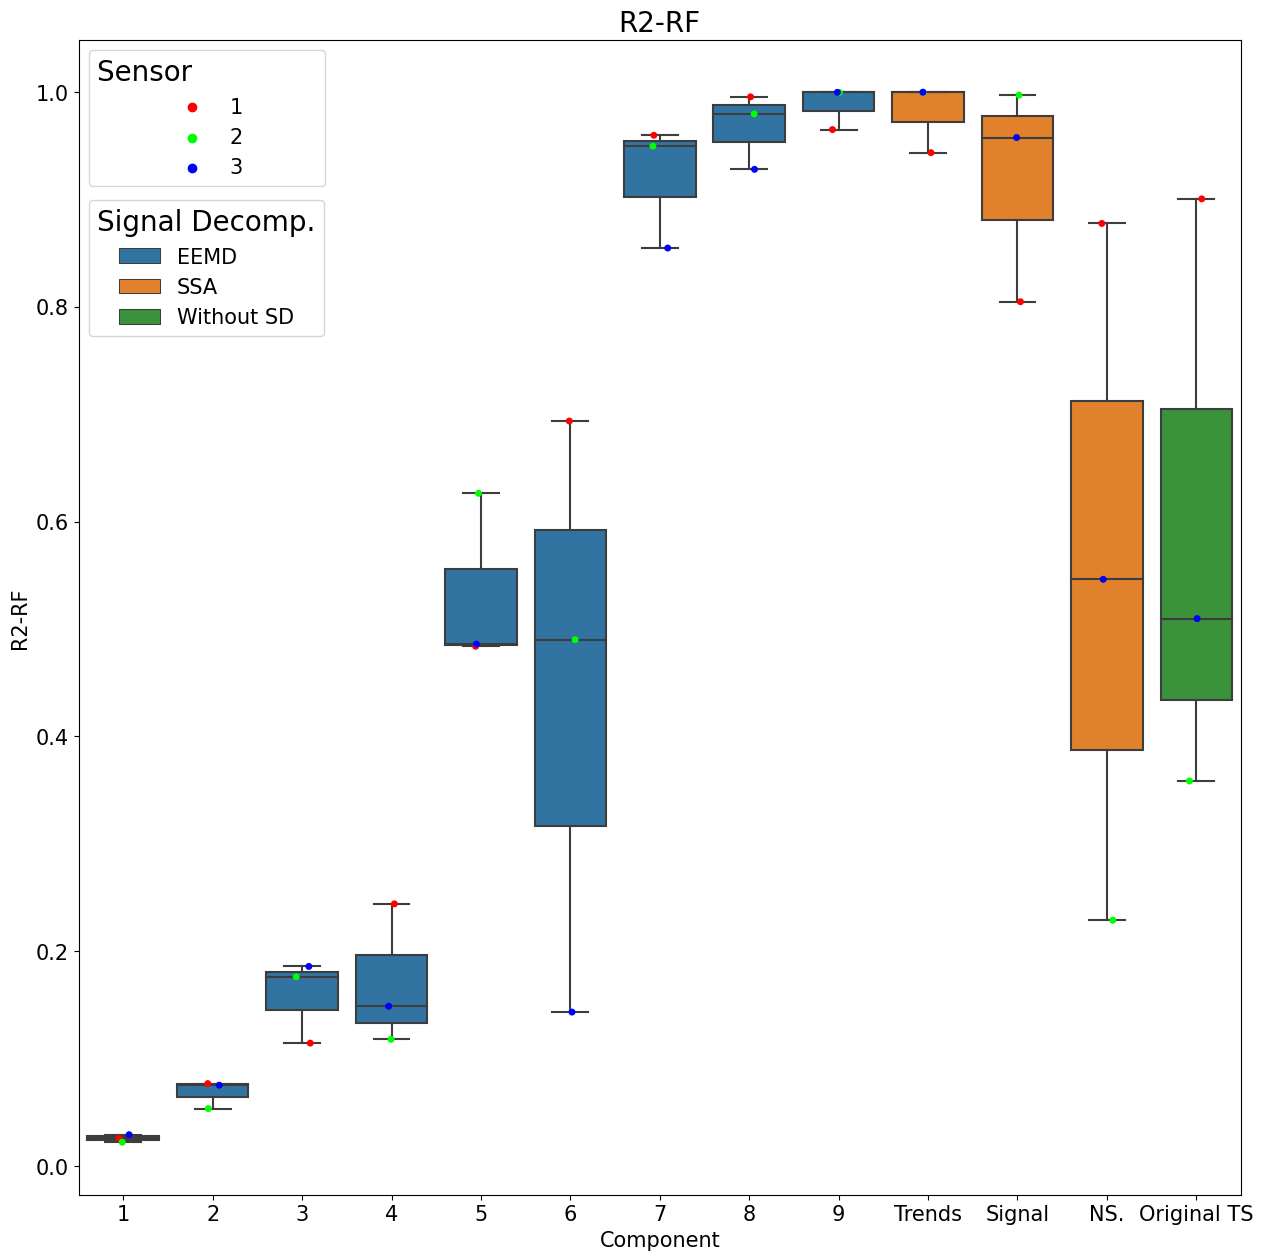 R2-RF
Sensor
1
2
3
Signal Decomp.
EEMD
SSA
Without SD
1.0
0.8
0.6
0.4
0.2
0.0
R2-RF
1 2 3 4 5 6 7 8 9 Trends Signal NS. Original TS
Component